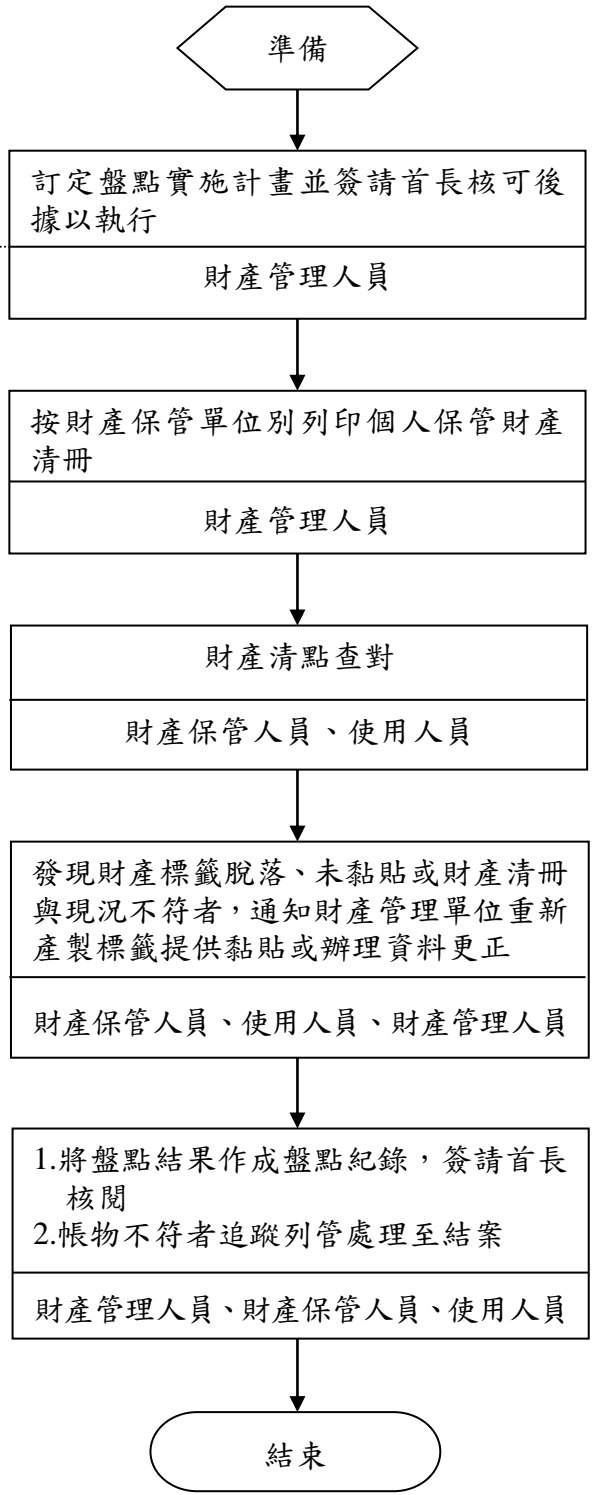 準備
訂定盤點實施計畫並簽請首長核可後
據以執行
財產管理人員
按財產保管單位別列印個人保管財產
清冊
財產管理人員
財產清點查對
財產保管人員、使用人員
發現財產標籤脫落、未黏貼或財產清冊
與現況不符者，通知財產管理單位重新
產製標籤提供黏貼或辦理資料更正
財產保管人員、使用人員、財產管理人員
1.將盤點結果作成盤點紀錄，簽請首長
核閱
2.帳物不符者追蹤列管處理至結案
財產管理人員、財產保管人員、使用人員
結束